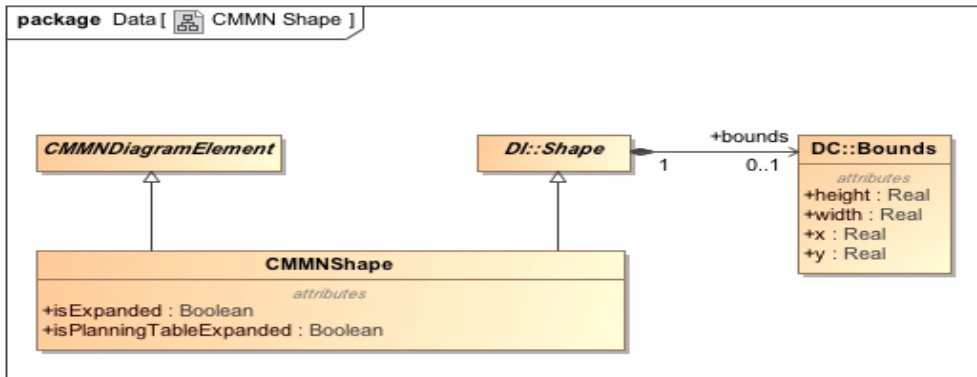 package Data [ CMMN Shape ]
CMMNDiagramElement
DI::Shape
+bounds
1
0..1
DC::Bounds
attributes
+height : Real
+width : Real
+x : Real
+y : Real
CMMNShape
attributes
+isExpanded : Boolean
+isPlanningTableExpanded : Boolean